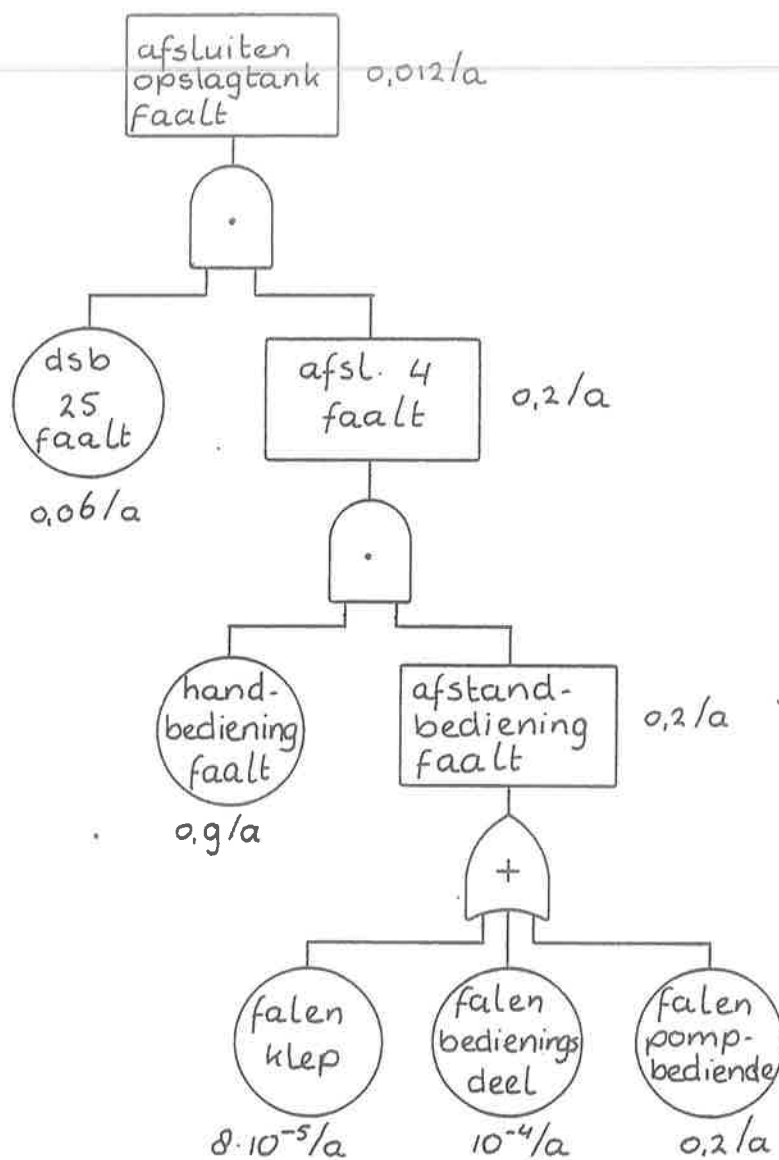 afsluiten
opslagtank
faalt
0,012/a
dsb
25
faalt
0,06/a
afsl. 4
faalt
0,2/a
hand-
bediening
faalt
0,9/a
afstand-
bediening
faalt
0,2/a
+
falen
klep
8·10⁻⁵/a
falen
bedienings
deel
10⁻⁴/a
falen
pomp-
bediende
0,2/a